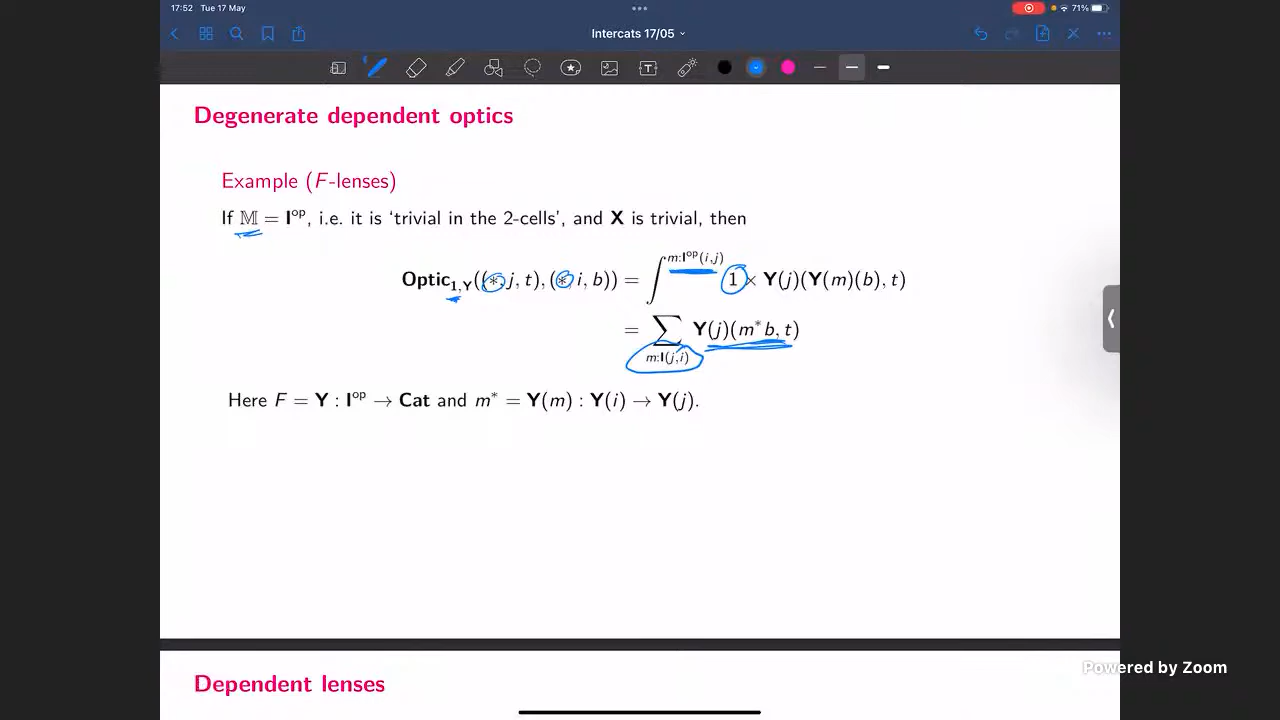 17:52 Tue 17 May
71%
Intercats 17/05
Degenerate dependent optics
Example (F-lenses)
If 𝕄 = I^op, i.e. it is ‘trivial in the 2-cells’, and X is trivial, then
Optic_{1,Y}((∗, j, t), (∗, i, b)) = ∫^{m:I^op(i,j)} 1 × Y(j)(Y(m)(b), t)
= ∑_{m:I(j,i)} Y(j)(m*b, t)
Here F = Y : I^op → Cat and m* = Y(m) : Y(i) → Y(j).
Powered by Zoom
Dependent lenses